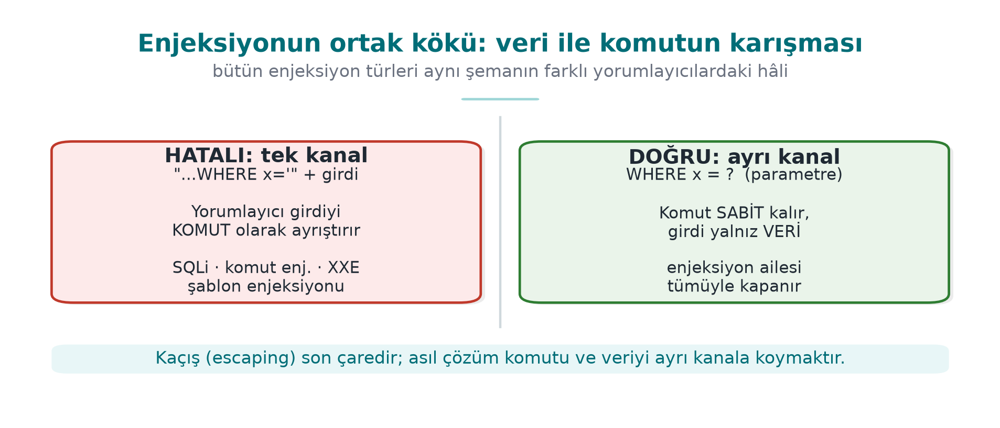 Enjeksiyonun ortak kökü: veri ile komutun karışması
bütün enjeksiyon türleri aynı şemanın farklı yorumlayıcılardaki hâli
HATALI: tek kanal
"...WHERE x='" + girdi
Yorumlayıcı girdiyi
KOMUT olarak ayrıştırır
SQLi · komut enj. · XXE
şablon enjeksiyonu
DOĞRU: ayrı kanal
WHERE x = ?  (parametre)
Komut SABİT kalır,
girdi yalnız VERİ
enjeksiyon ailesi
tümüyle kapanır
Kaçış (escaping) son çaredir; asıl çözüm komutu ve veriyi ayrı kanala koymaktır.